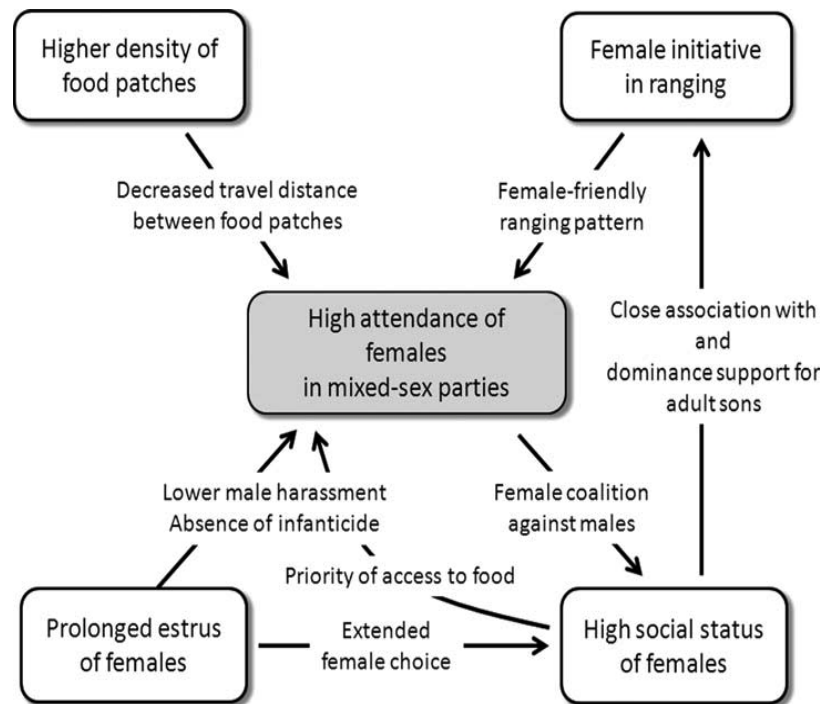 Higher density of
food patches
Female initiative
in ranging
Decreased travel distance
between food patches
Female-friendly
ranging pattern
High attendance of
females
in mixed-sex parties
Close association with
and
dominance support for
adult sons
Lower male harassment
Absence of infanticide
Female coalition
against males
Priority of access to food
Prolonged estrus
of females
Extended
female choice
High social status
of females